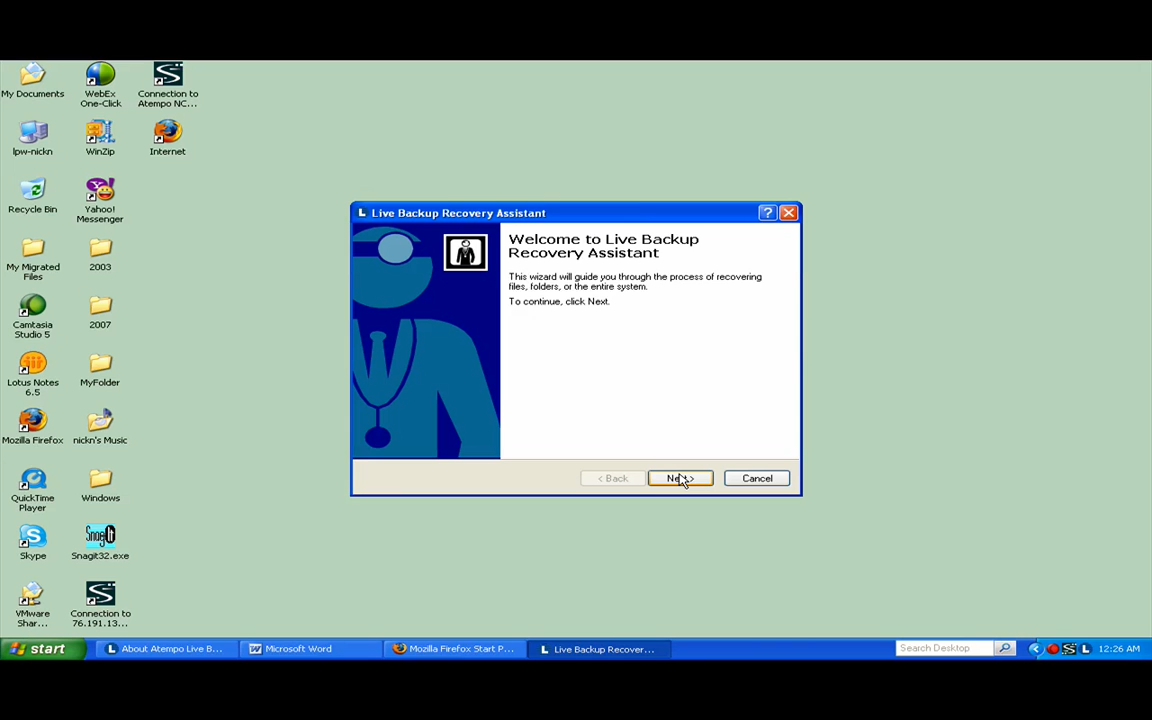 My Documents
WebEx
One-Click
Connection to
Atempo NC...
lpw-nickn
WinZip
Internet
Recycle Bin
Yahoo!
Messenger
My Migrated
Files
2003
Camtasia
Studio 5
2007
Lotus Notes
6.5
MyFolder
Mozilla Firefox
nickn's Music
QuickTime
Player
Windows
Skype
SnagIt
Snagit32.exe
VMware
Shar...
Connection to
76.191.13...
L Live Backup Recovery Assistant
Welcome to Live Backup
Recovery Assistant
This wizard will guide you through the process of recovering
files, folders, or the entire system.
To continue, click Next.
< Back
Cancel
start
L About Atempo Live B...
W Microsoft Word
Mozilla Firefox Start P...
L Live Backup Recover...
Search Desktop
L
12:26 AM